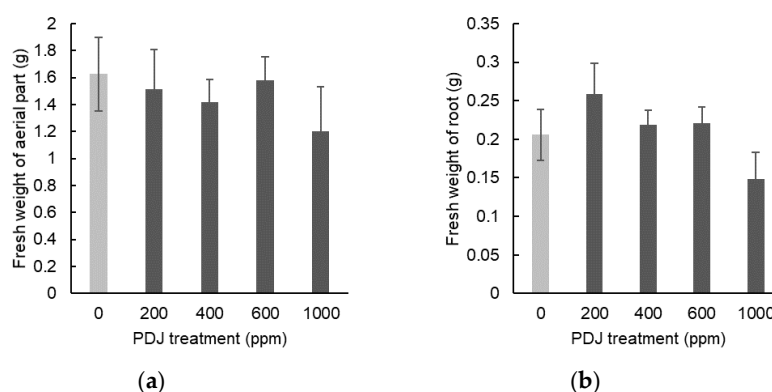 Fresh weight of aerial part (g)
2
1.8
1.6
1.4
1.2
1
0.8
0.6
0.4
0.2
0
0 200 400 600 1000
PDJ treatment (ppm)
(a)
Fresh weight of root (g)
0.35
0.3
0.25
0.2
0.15
0.1
0.05
0
0 200 400 600 1000
PDJ treatment (ppm)
(b)